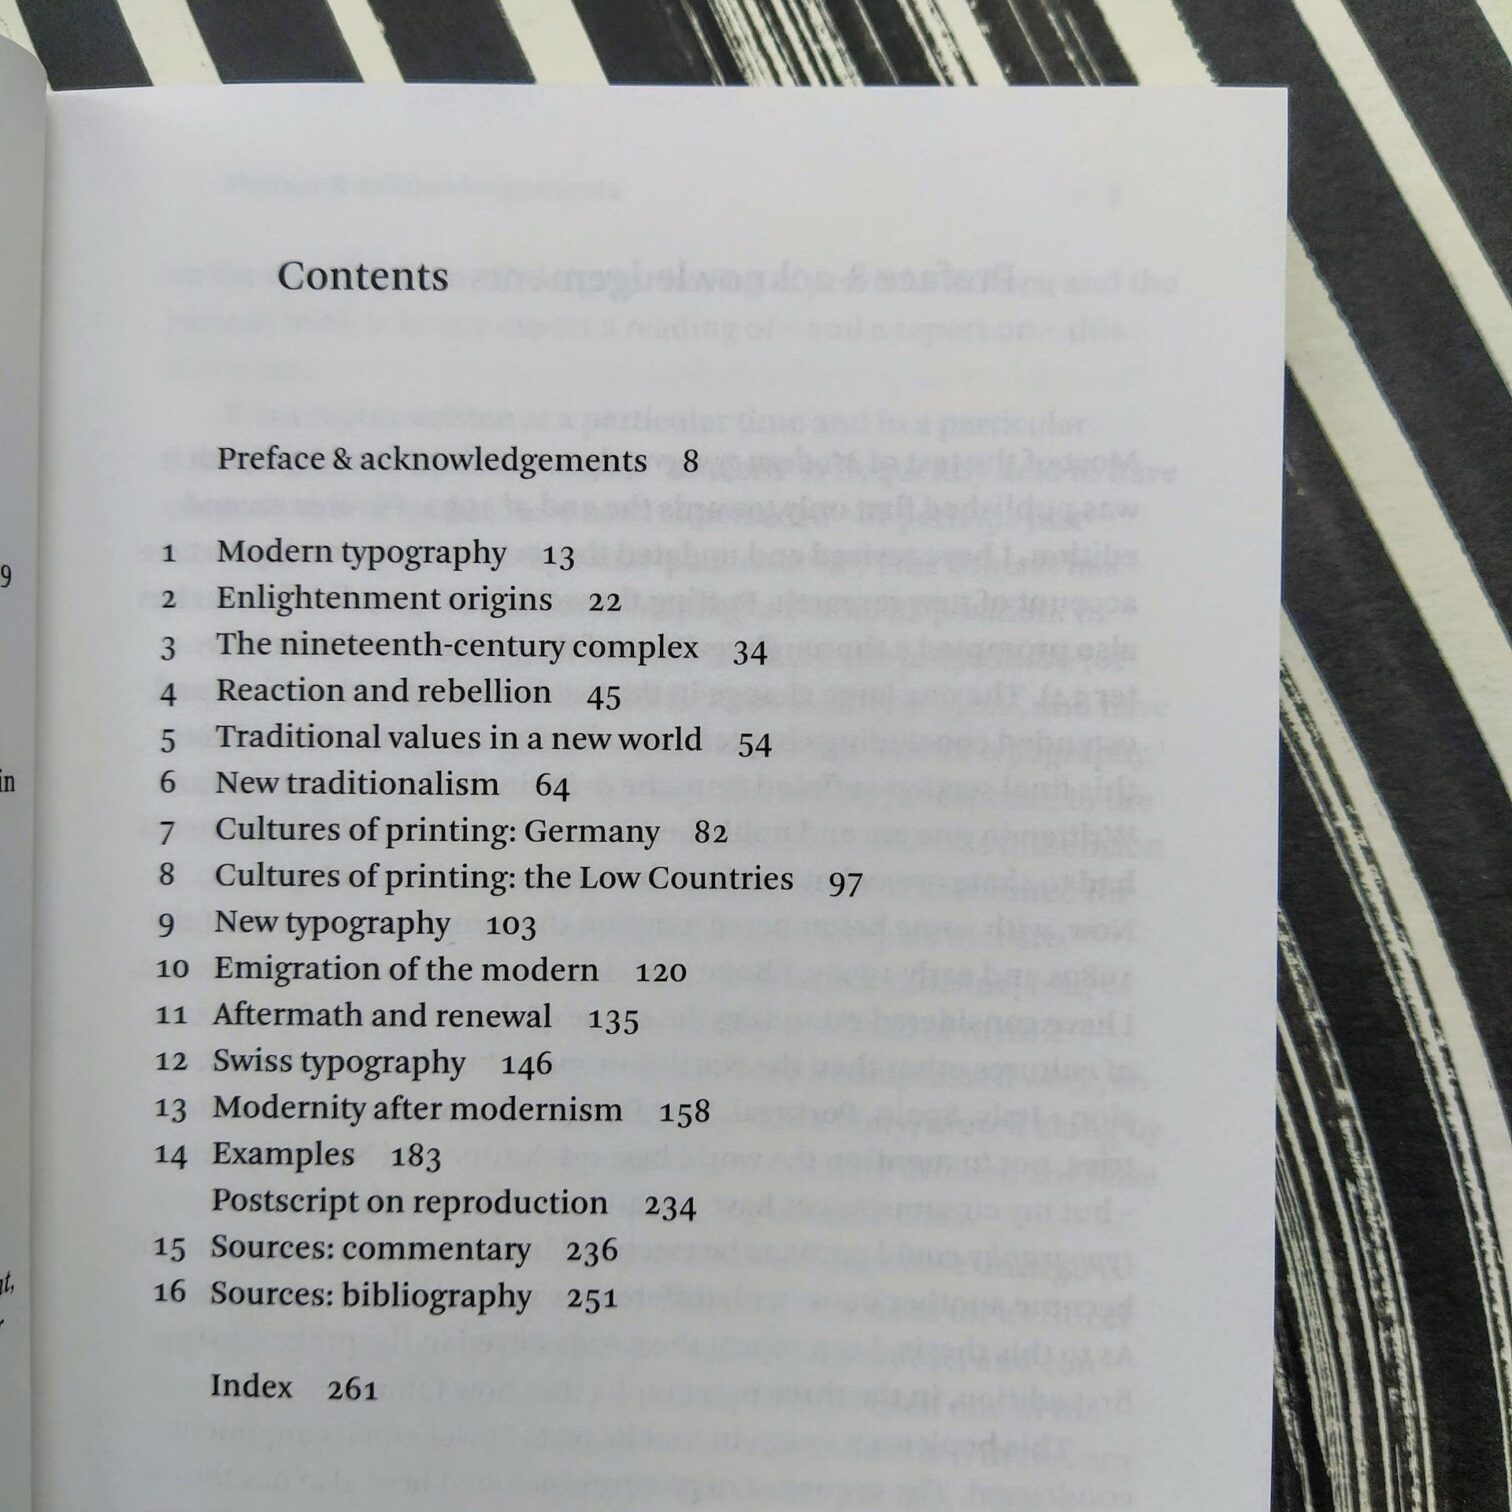 Contents
Preface & acknowledgements 8
1 Modern typography 13
2 Enlightenment origins 22
3 The nineteenth-century complex 34
4 Reaction and rebellion 45
5 Traditional values in a new world 54
6 New traditionalism 64
7 Cultures of printing: Germany 82
8 Cultures of printing: the Low Countries 97
9 New typography 103
10 Emigration of the modern 120
11 Aftermath and renewal 135
12 Swiss typography 146
13 Modernity after modernism 158
14 Examples 183
Postscript on reproduction 234
15 Sources: commentary 236
16 Sources: bibliography 251
Index 261